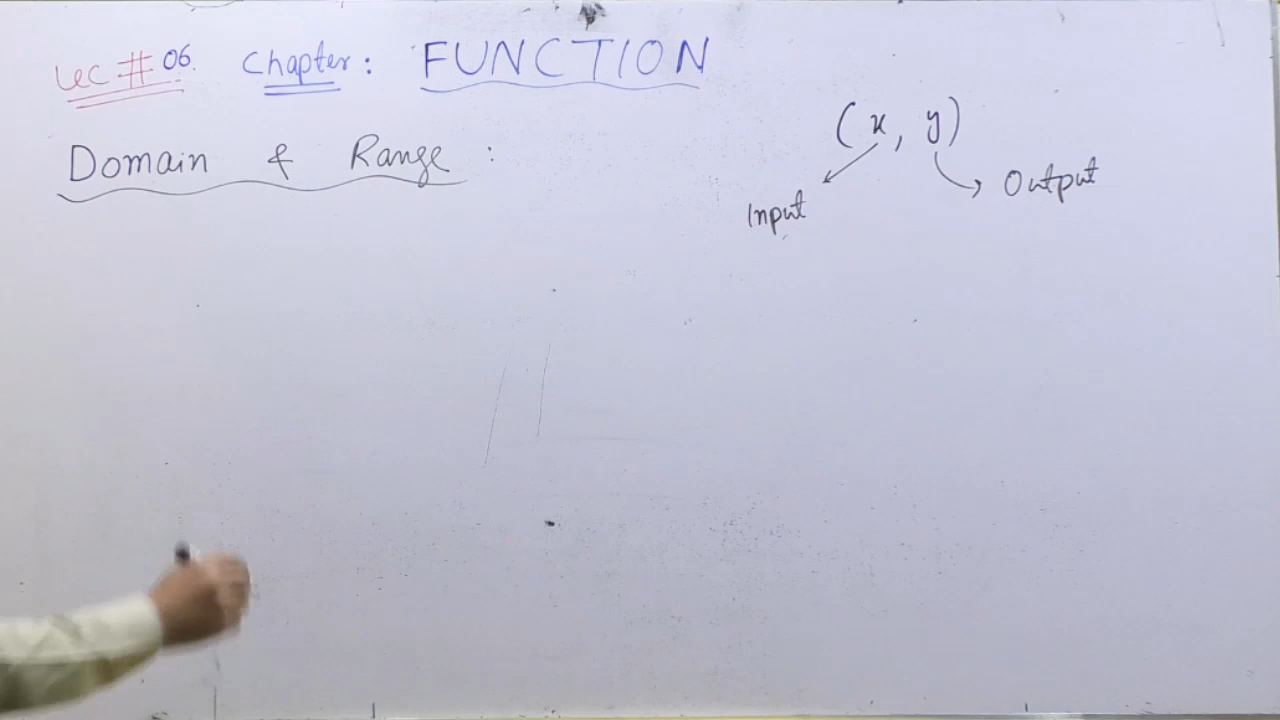 Lec # 06. Chapter: FUNCTION
Domain & Range:
(x, y)
Input
Output